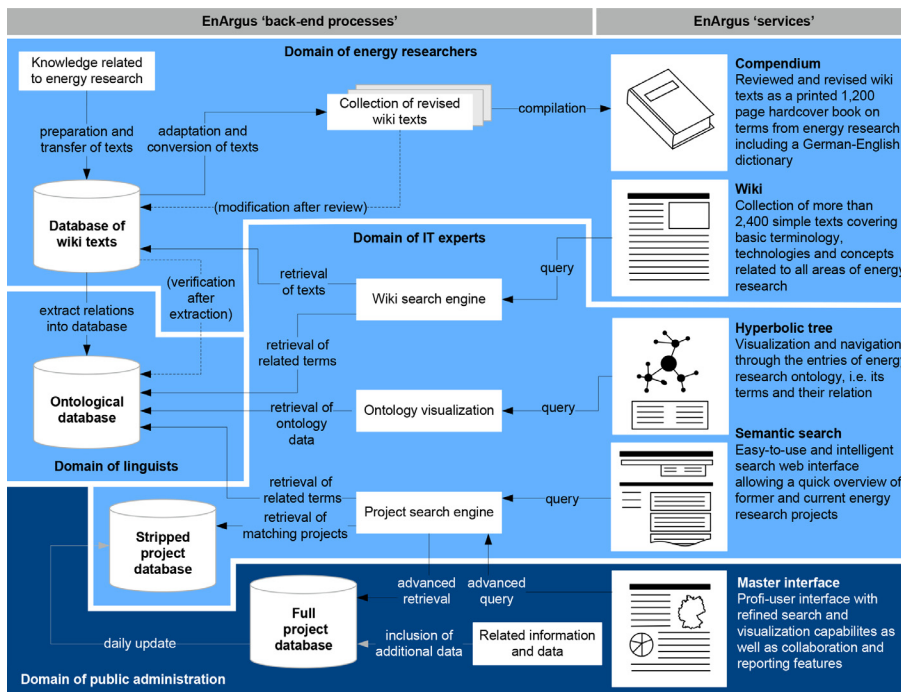 EnArgus ‘back-end processes’
EnArgus ‘services’
Domain of energy researchers
Knowledge related
to energy research
Collection of revised
wiki texts
compilation
Compendium
Reviewed and revised wiki
texts as a printed 1,200
page hardcover book on
terms from energy research
including a German-English
dictionary
preparation and
transfer of texts
adaptation and
conversion of texts
(modification after review)
Database of
wiki texts
Wiki
Collection of more than
2,400 simple texts covering
basic terminology,
technologies and concepts
related to all areas of energy
research
Domain of IT experts
retrieval
of texts
Wiki search engine
query
(verification
after
extraction)
extract relations
into database
retrieval of
related terms
Hyperbolic tree
Visualization and navigation
through the entries of energy
research ontology, i.e. its
terms and their relation
Ontological
database
retrieval of
ontology
data
Ontology visualization
query
Domain of linguists
Semantic search
Easy-to-use and intelligent
search web interface
allowing a quick overview of
former and current energy
research projects
retrieval of
related terms
retrieval of
matching projects
Project search engine
query
Stripped
project
database
advanced
retrieval
advanced
query
Master interface
Profi-user interface with
refined search and
visualization capabilites as
well as collaboration and
reporting features
Full
project
database
daily update
inclusion of
additional data
Related information
and data
Domain of public administration